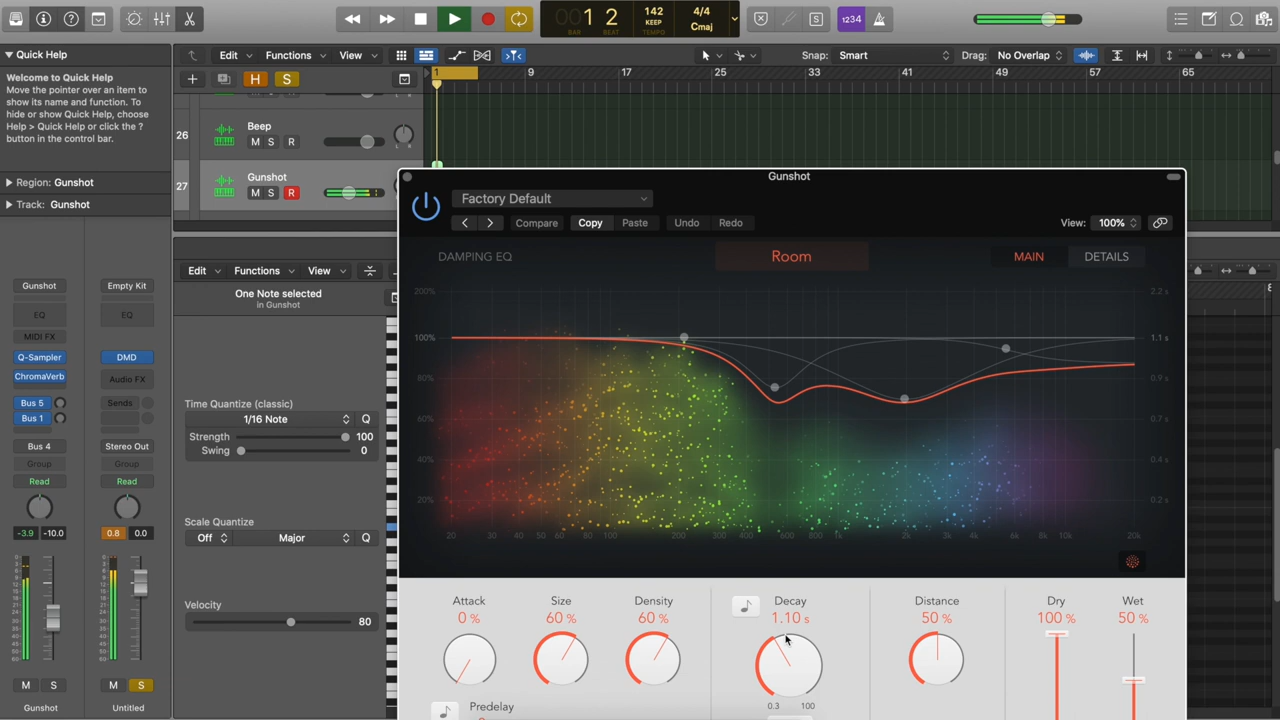 001 2
BAR BEAT
142
KEEP
TEMPO
4/4
Cmaj
S
1234
Quick Help
Welcome to Quick Help
Move the pointer over an item to
show its name and function. To
hide or show Quick Help, choose
Help > Quick Help or click the ?
button in the control bar.
Region: Gunshot
Track: Gunshot
Edit Functions View
Snap: Smart
Drag: No Overlap
H S
1 9 17 25 33 41 49 57 65
26 Beep
M S R
L R
27 Gunshot
M S R
Gunshot
Factory Default
Compare Copy Paste Undo Redo
View: 100%
DAMPING EQ
Room
MAIN DETAILS
200% 2.2 s
100% 1.1 s
80% 0.9 s
60% 0.7 s
40% 0.4 s
20% 0.2 s
20 30 40 50 60 80 100 200 300 400 600 800 1k 2k 3k 4k 6k 8k 10k 20k
Attack Size Density Decay Distance Dry Wet
0 % 60 % 60 % 1.10 s 50 % 100 % 50 %
0.3 100
Predelay
Edit Functions View
One Note selected
in Gunshot
Time Quantize (classic)
1/16 Note Q
Strength 100
Swing 0
Scale Quantize
Off Major Q
Velocity
80
Gunshot Empty Kit
EQ EQ
MIDI FX
Q-Sampler DMD
ChromaVerb Audio FX
Bus 5 Sends
Bus 1
Bus 4 Stereo Out
Group Group
Read Read
-3.9 -10.0 0.8 0.0
M S M S
Gunshot Untitled